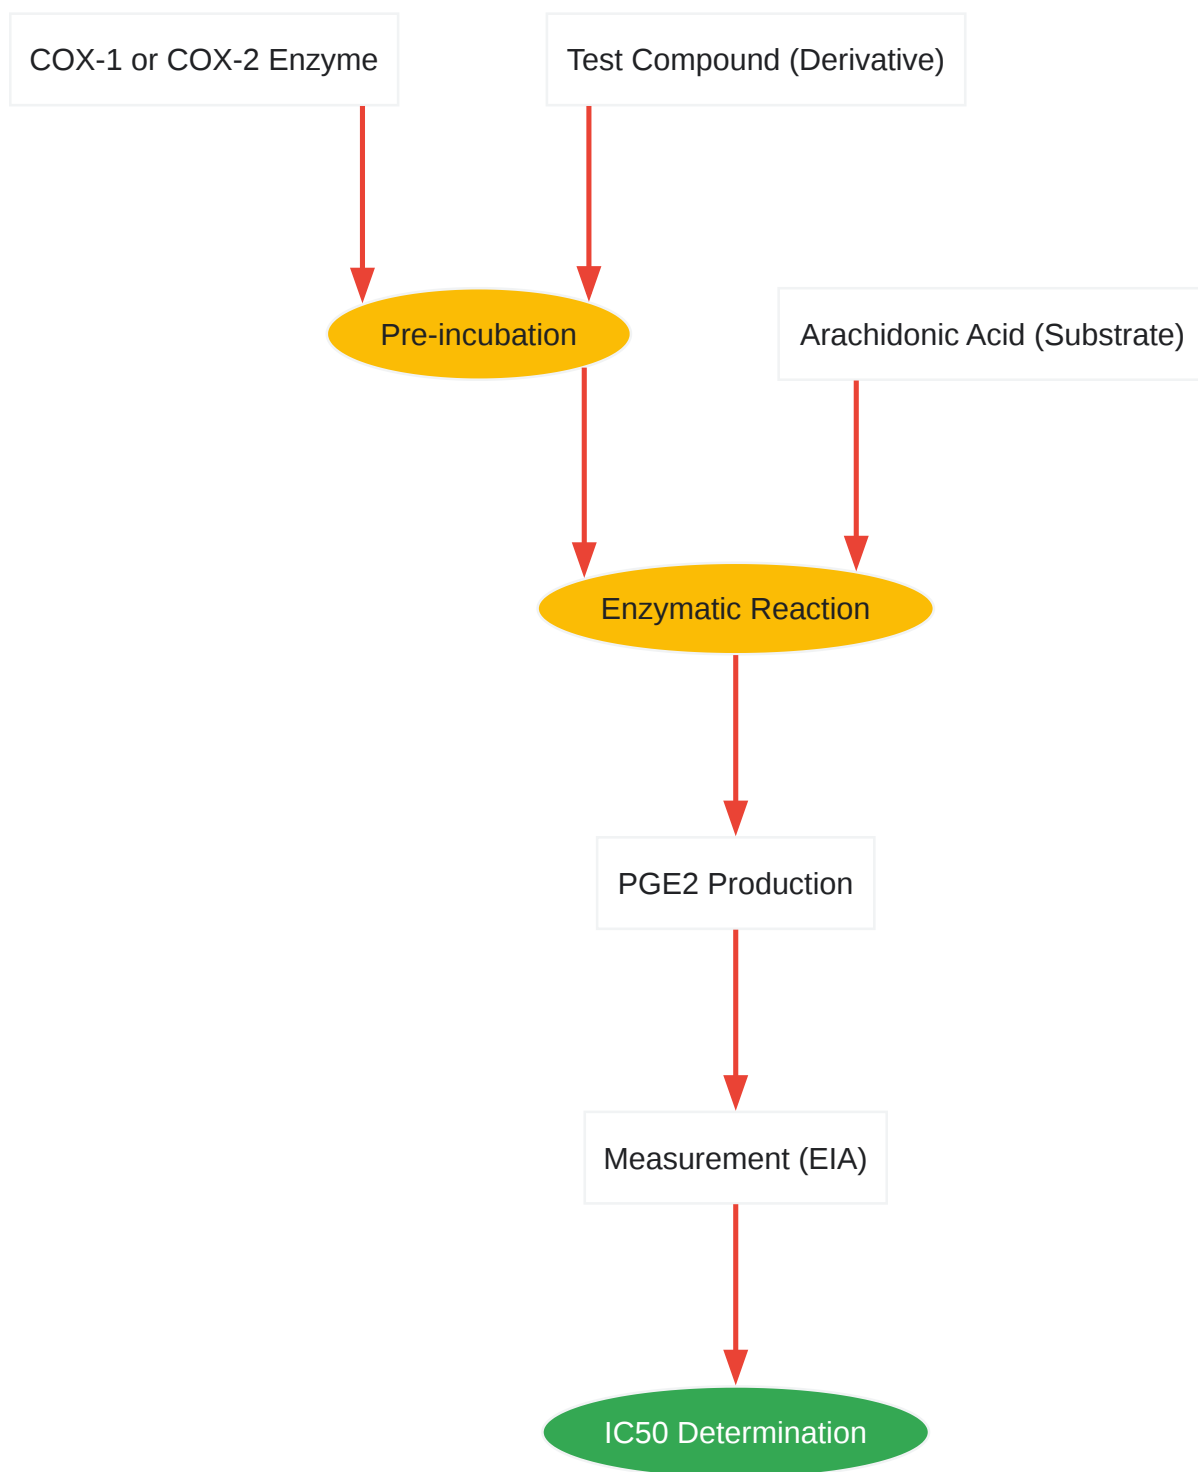 COX-1 or COX-2 Enzyme
Test Compound (Derivative)
Pre-incubation
Arachidonic Acid (Substrate)
Enzymatic Reaction
PGE2 Production
Measurement (EIA)
IC50 Determination